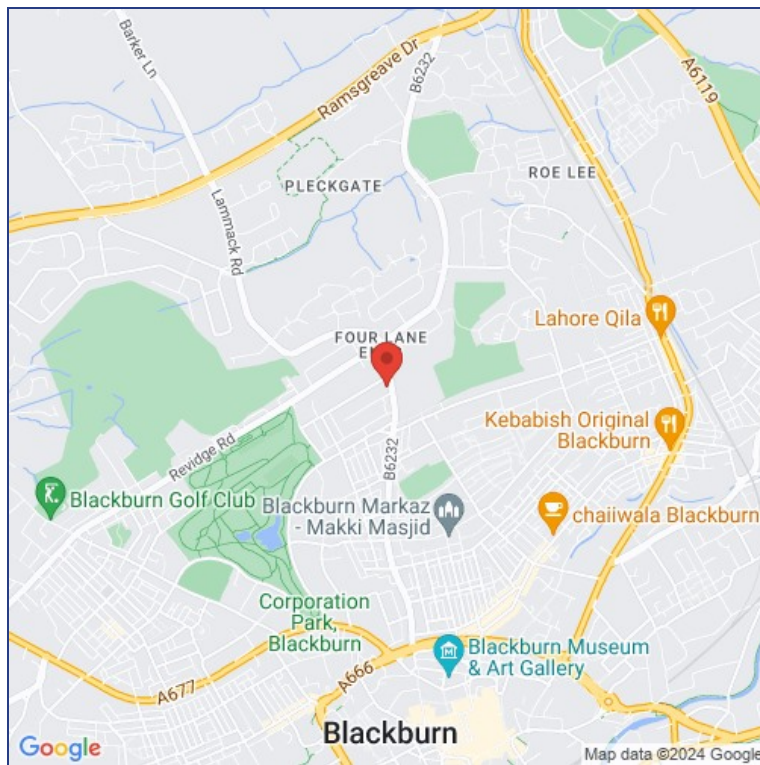 Barker Ln
Ramsgreave Dr
B6232
A6119
PLECKGATE
ROE LEE
Lammack Rd
Lahore Qila
FOUR LANE
Revidge Rd
Kebabish Original
Blackburn
B6232
Blackburn Golf Club
Blackburn Markaz
- Makki Masjid
chaiiwala Blackburn
Corporation
Park,
Blackburn
Blackburn Museum
& Art Gallery
A677
A666
Blackburn
Google
Map data ©2024 Google